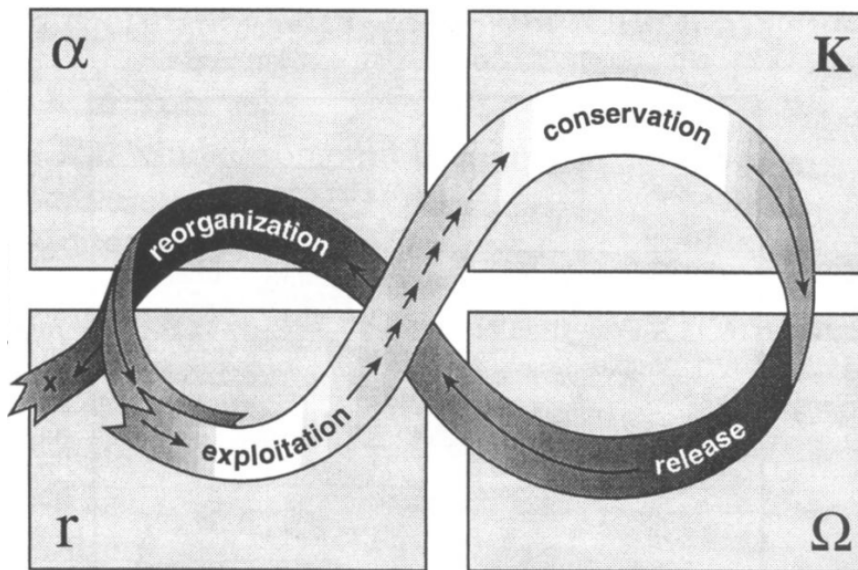 α
K
conservation
reorganization
x
exploitation
release
r
Ω